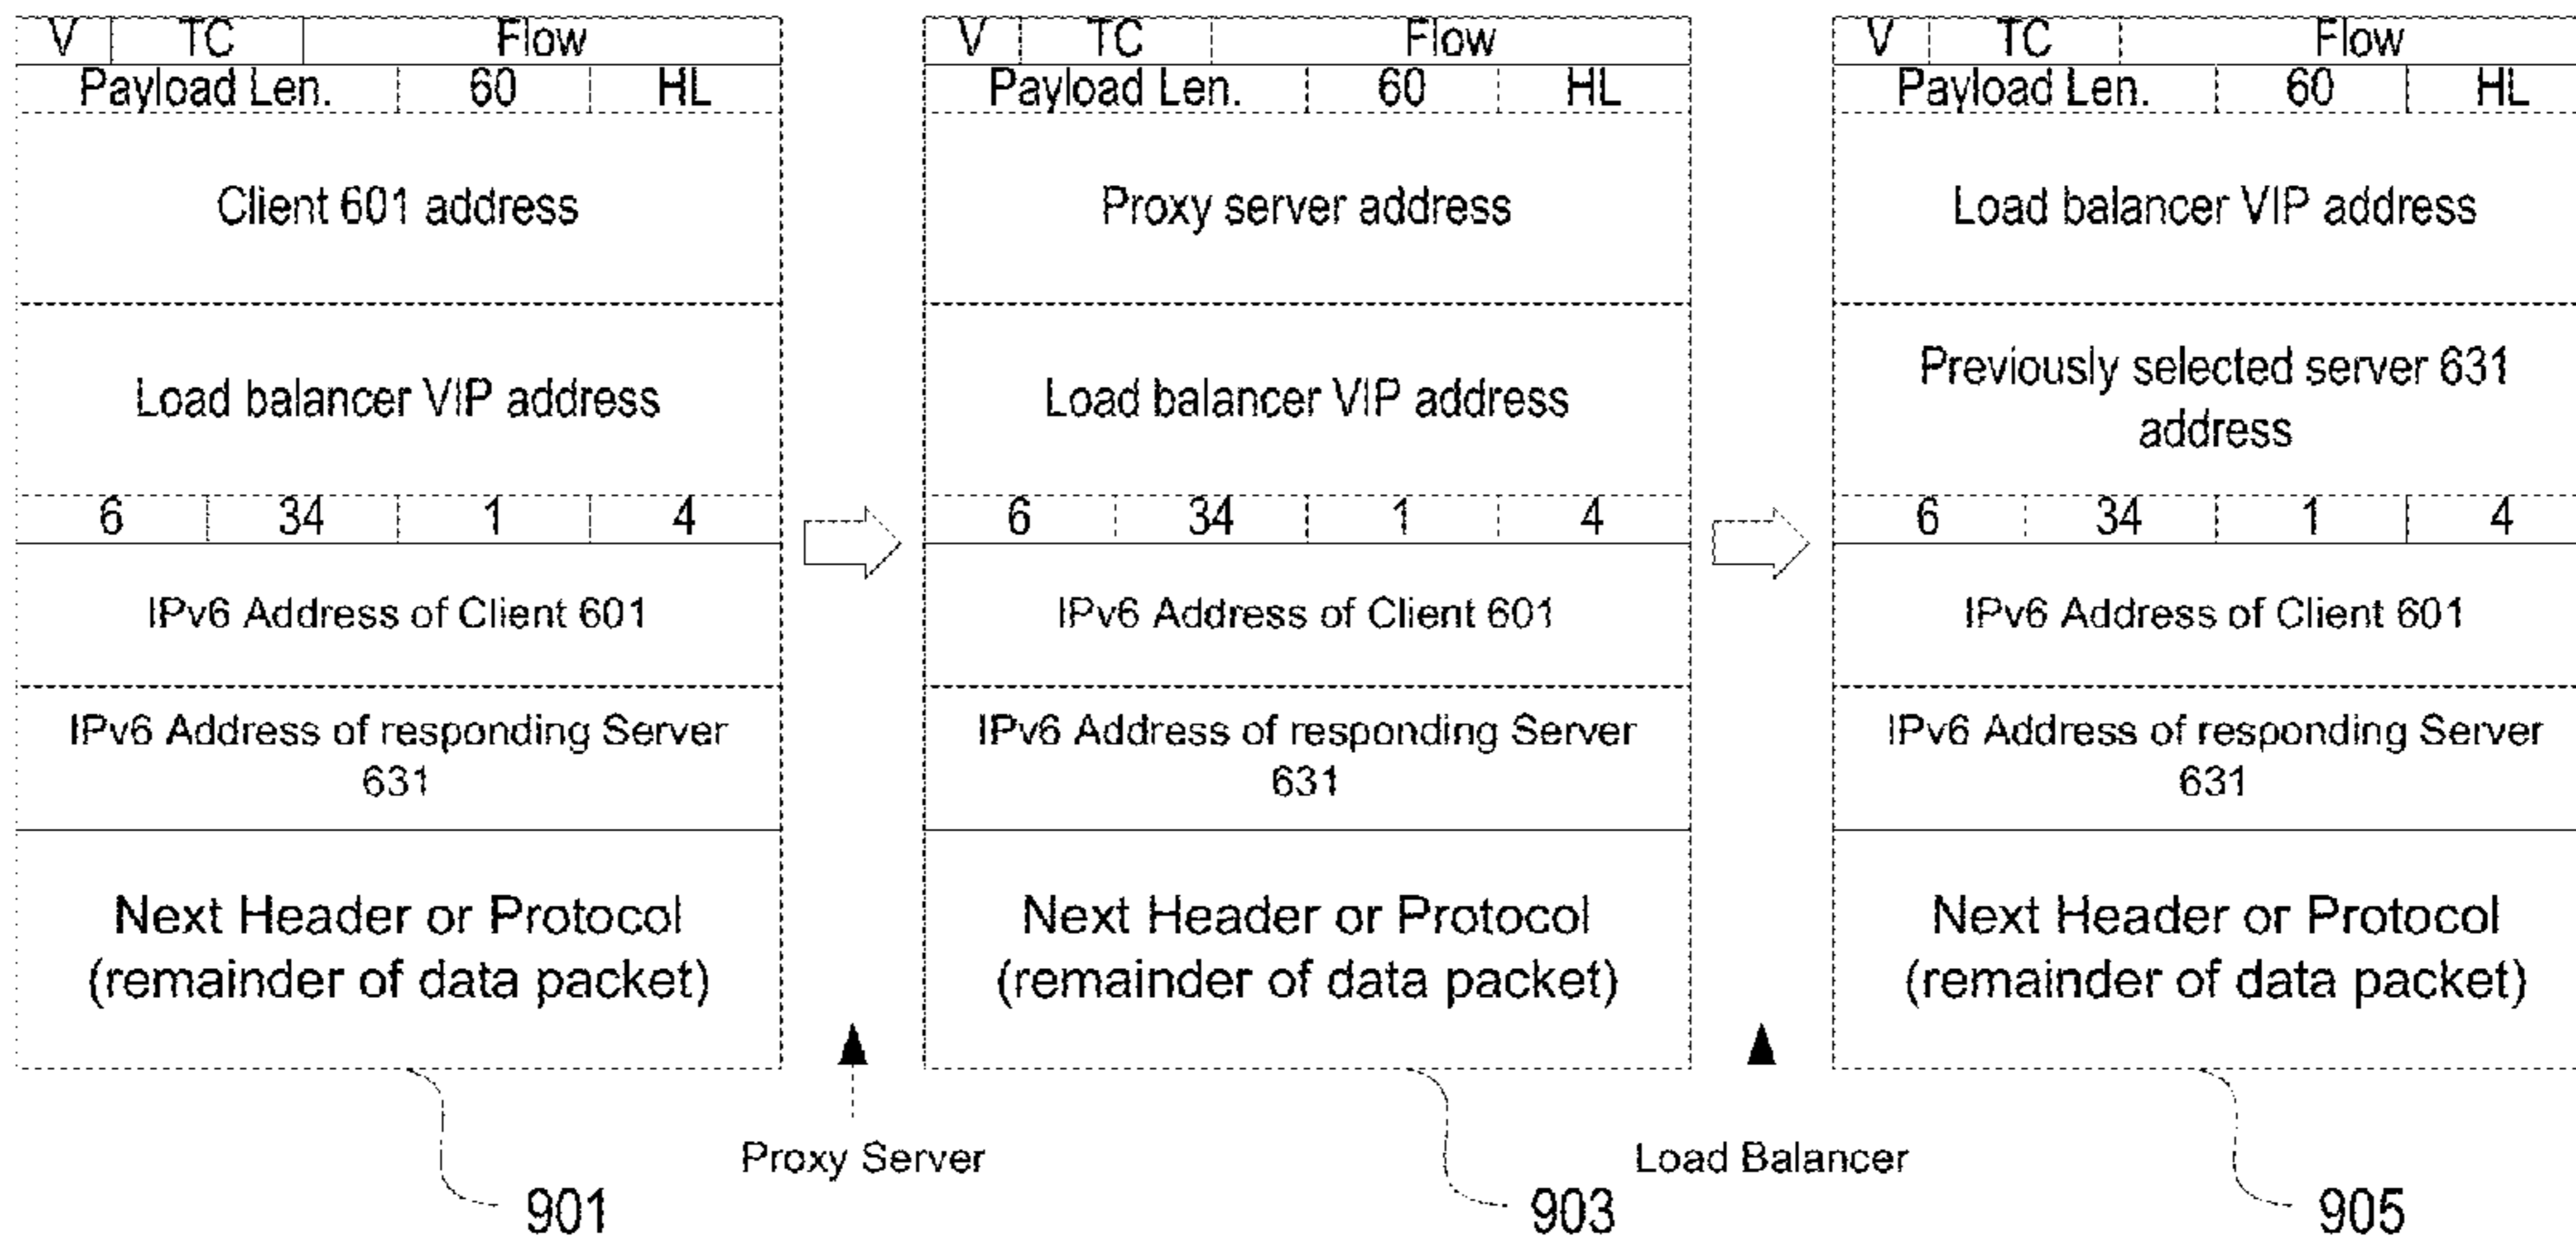 V TC Flow
Payload Len. 60 HL
Client 601 address
Load balancer VIP address
6 34 1 4
IPv6 Address of Client 601
IPv6 Address of responding Server
631
Next Header or Protocol
(remainder of data packet)
901
Proxy Server
V TC Flow
Payload Len. 60 HL
Proxy server address
Load balancer VIP address
6 34 1 4
IPv6 Address of Client 601
IPv6 Address of responding Server
631
Next Header or Protocol
(remainder of data packet)
903
Load Balancer
V TC Flow
Payload Len. 60 HL
Load balancer VIP address
Previously selected server 631
address
6 34 1 4
IPv6 Address of Client 601
IPv6 Address of responding Server
631
Next Header or Protocol
(remainder of data packet)
905